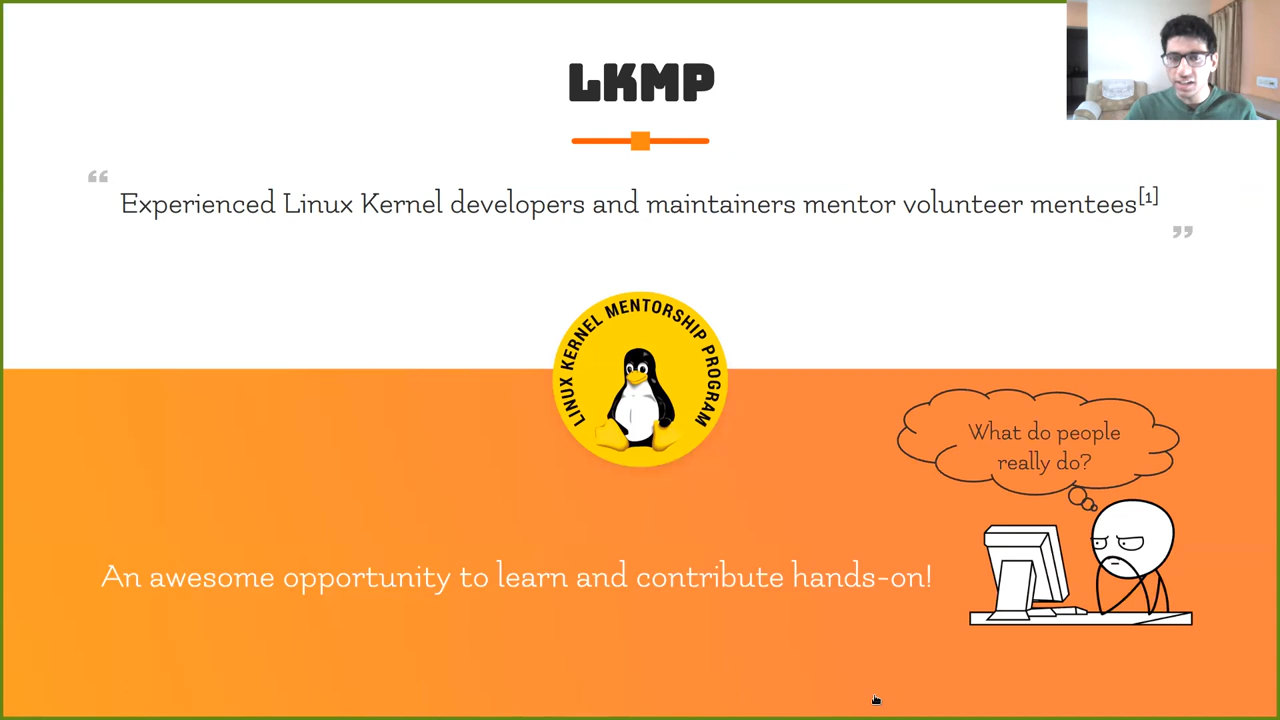 LKMP
“
Experienced Linux Kernel developers and maintainers mentor volunteer mentees[1]
”
LINUX KERNEL MENTORSHIP PROGRAM
What do people
really do?
An awesome opportunity to learn and contribute hands-on!